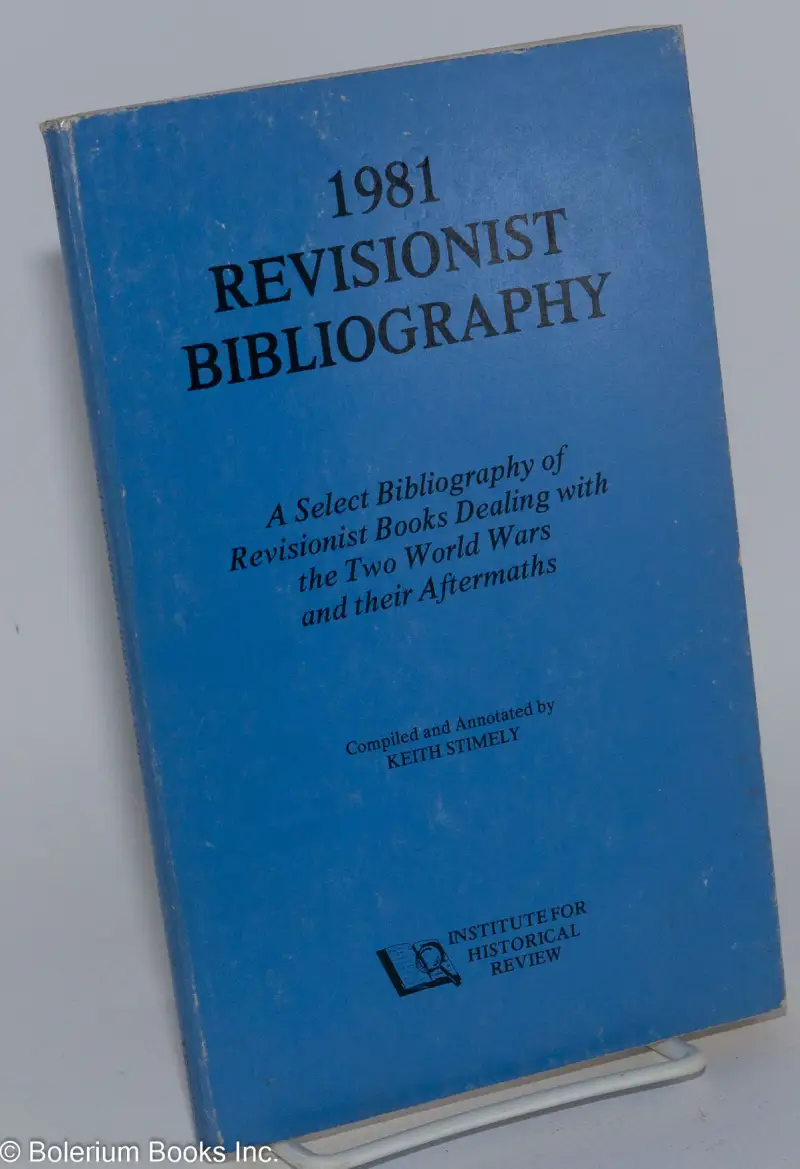 1981
REVISIONIST
BIBLIOGRAPHY
A Select Bibliography of
Revisionist Books Dealing with
the Two World Wars
and their Aftermaths
Compiled and Annotated by
KEITH STIMELY
INSTITUTE FOR
HISTORICAL
REVIEW
© Bolerium Books Inc.